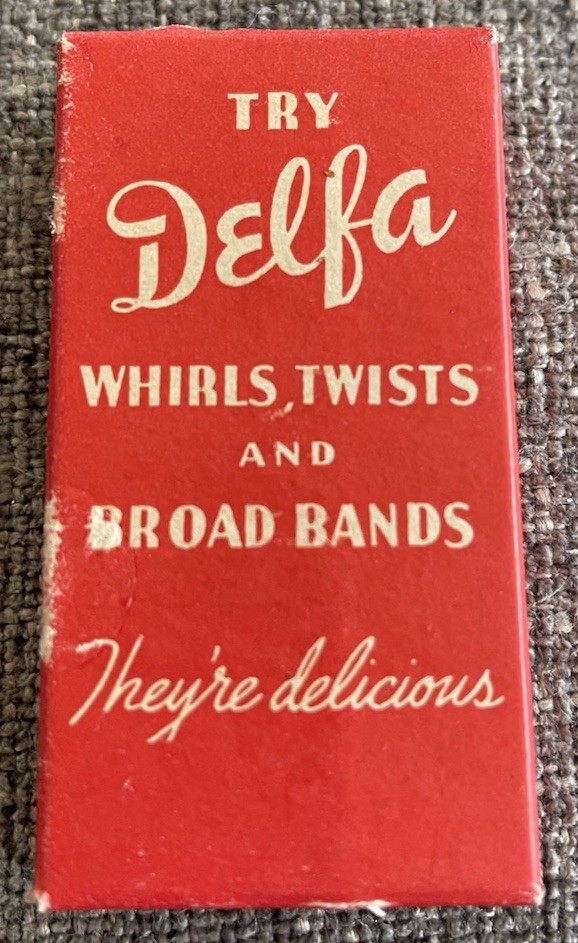 TRY
Delfa
WHIRLS, TWISTS
AND
BROAD BANDS
They're delicious